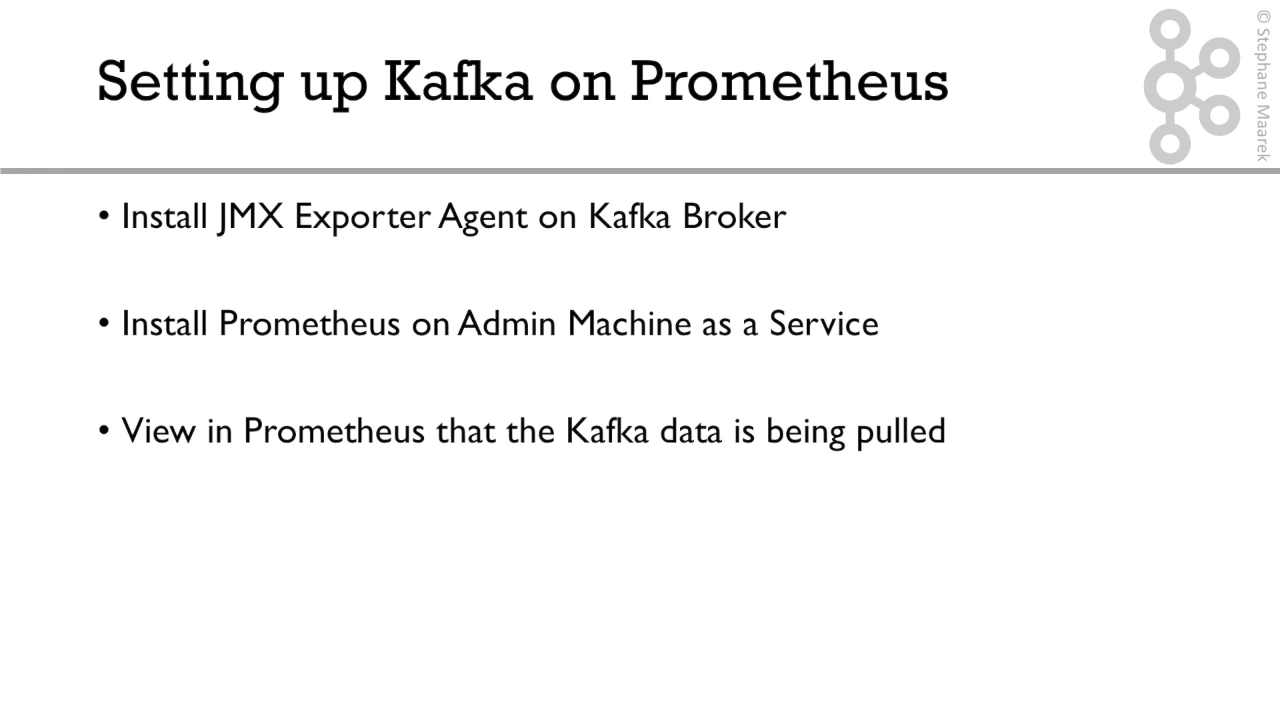 Setting up Kafka on Prometheus
© Stephane Maarek
• Install JMX Exporter Agent on Kafka Broker
• Install Prometheus on Admin Machine as a Service
• View in Prometheus that the Kafka data is being pulled